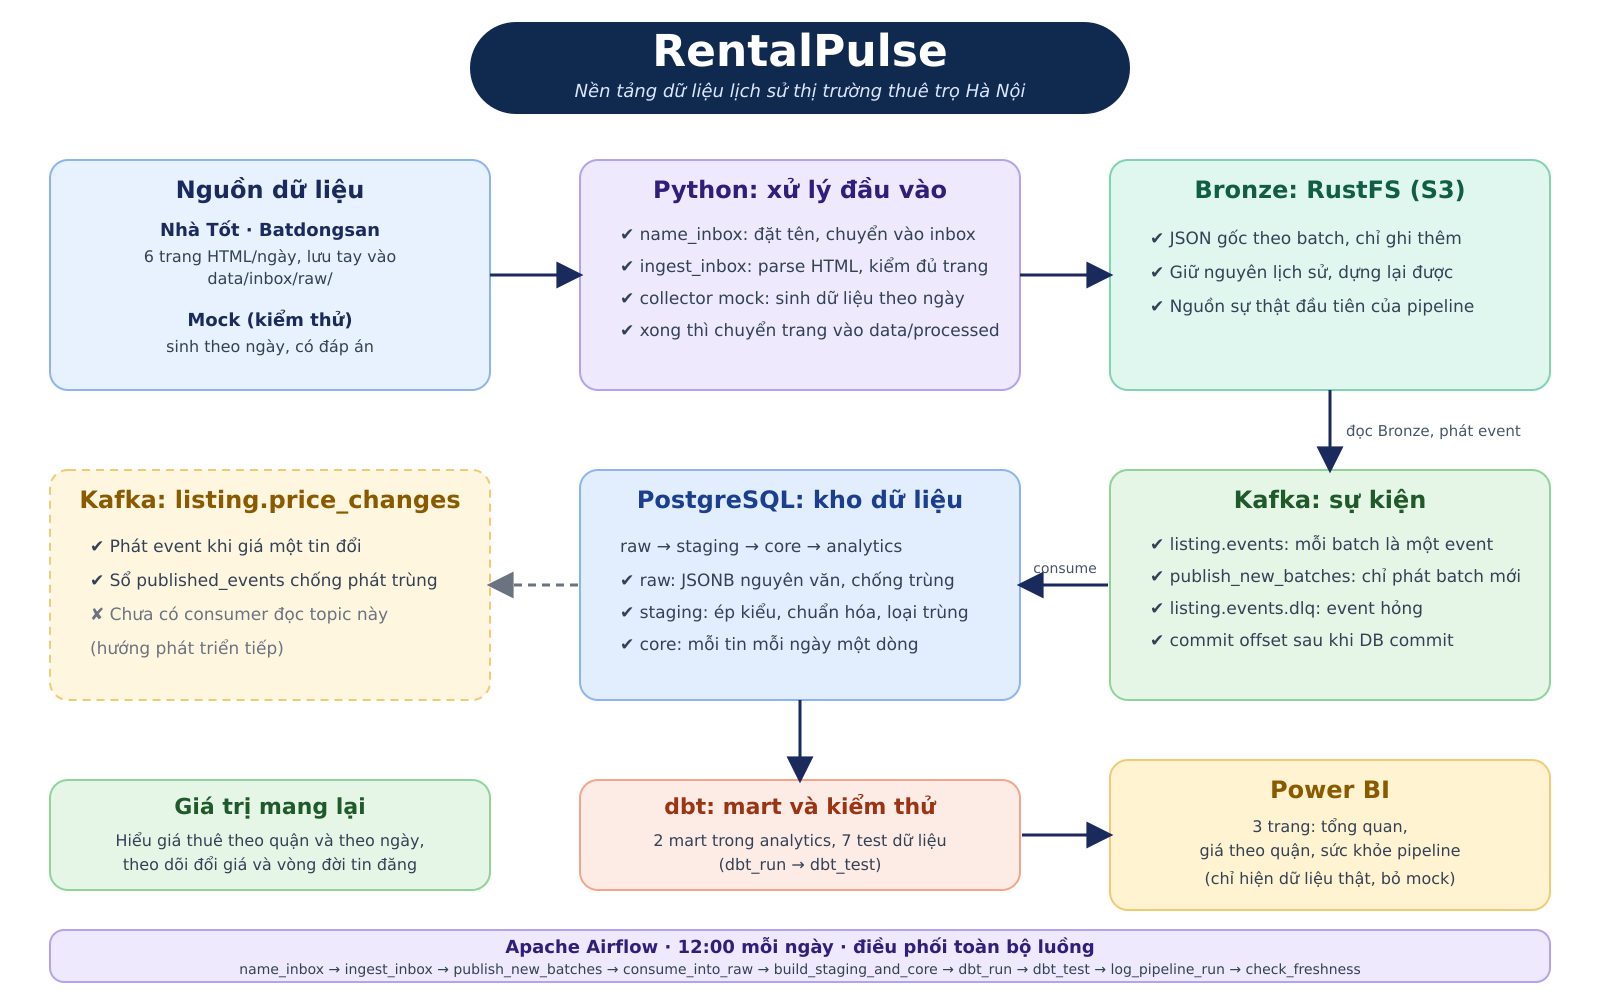 RentalPulse
Nền tảng dữ liệu lịch sử thị trường thuê trọ Hà Nội
Nguồn dữ liệu
Nhà Tốt · Batdongsan
6 trang HTML/ngày, lưu tay vào
data/inbox/raw/
Mock (kiểm thử)
sinh theo ngày, có đáp án
Python: xử lý đầu vào
✔ name_inbox: đặt tên, chuyển vào inbox
✔ ingest_inbox: parse HTML, kiểm đủ trang
✔ collector mock: sinh dữ liệu theo ngày
✔ xong thì chuyển trang vào data/processed
Bronze: RustFS (S3)
✔ JSON gốc theo batch, chỉ ghi thêm
✔ Giữ nguyên lịch sử, dựng lại được
✔ Nguồn sự thật đầu tiên của pipeline
đọc Bronze, phát event
Kafka: listing.price_changes
✔ Phát event khi giá một tin đổi
✔ Sổ published_events chống phát trùng
✘ Chưa có consumer đọc topic này
(hướng phát triển tiếp)
PostgreSQL: kho dữ liệu
raw → staging → core → analytics
✔ raw: JSONB nguyên văn, chống trùng
✔ staging: ép kiểu, chuẩn hóa, loại trùng
✔ core: mỗi tin mỗi ngày một dòng
consume
Kafka: sự kiện
✔ listing.events: mỗi batch là một event
✔ publish_new_batches: chỉ phát batch mới
✔ listing.events.dlq: event hỏng
✔ commit offset sau khi DB commit
Giá trị mang lại
Hiểu giá thuê theo quận và theo ngày,
theo dõi đổi giá và vòng đời tin đăng
dbt: mart và kiểm thử
2 mart trong analytics, 7 test dữ liệu
(dbt_run → dbt_test)
Power BI
3 trang: tổng quan,
giá theo quận, sức khỏe pipeline
(chỉ hiện dữ liệu thật, bỏ mock)
Apache Airflow · 12:00 mỗi ngày · điều phối toàn bộ luồng
name_inbox → ingest_inbox → publish_new_batches → consume_into_raw → build_staging_and_core → dbt_run → dbt_test → log_pipeline_run → check_freshness